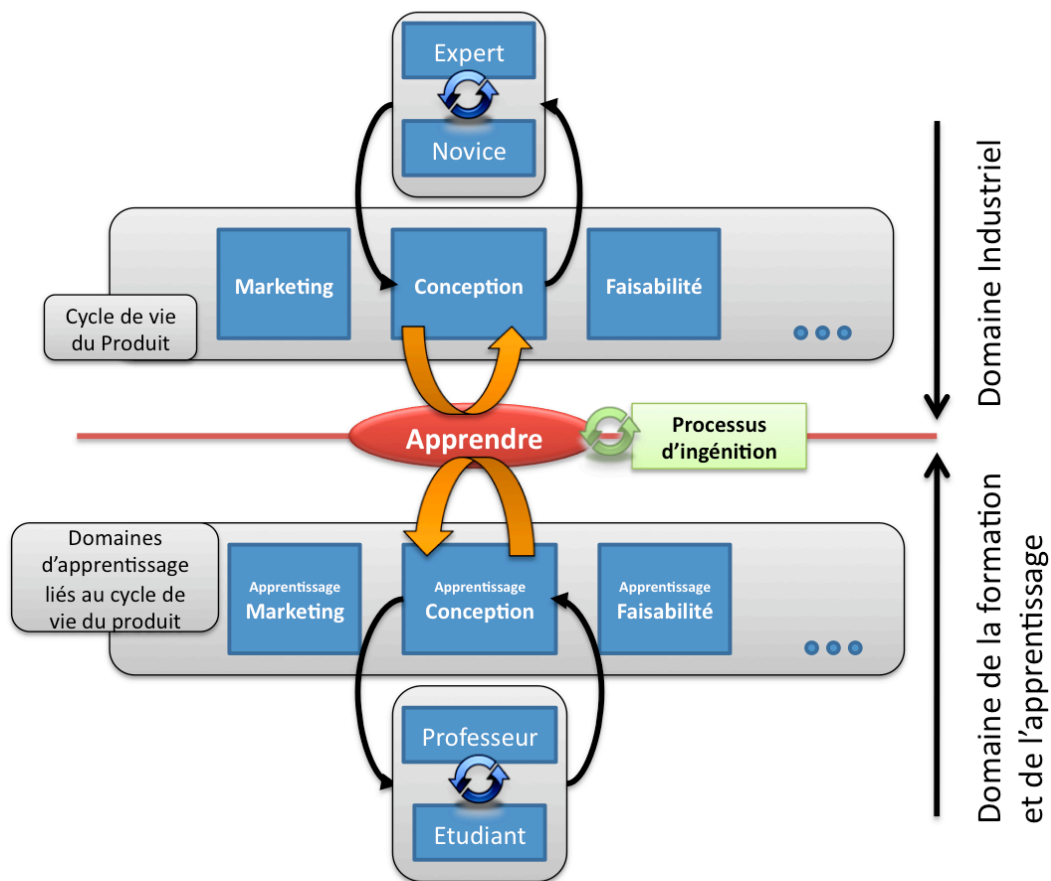 Expert
Novice
Marketing
Conception
Faisabilité
Cycle de vie
du Produit
Domaine Industriel
Apprendre
Processus
d'ingénition
Domaines
d'apprentissage
liés au cycle de
vie du produit
Apprentissage
Marketing
Apprentissage
Conception
Apprentissage
Faisabilité
Domaine de la formation
et de l'apprentissage
Professeur
Etudiant